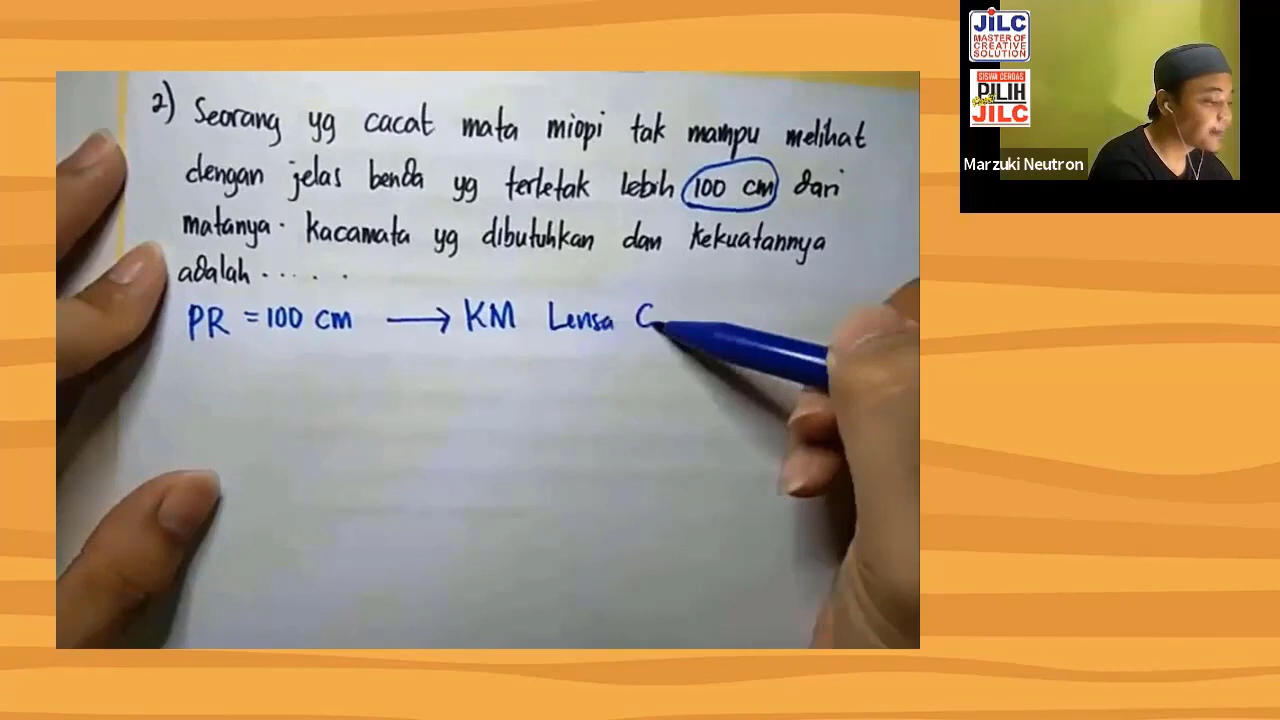 2) Seorang yg cacat mata miopi tak mampu melihat
dengan jelas benda yg terletak lebih 100 cm dari
matanya. Kacamata yg dibutuhkan dan kekuatannya
adalah .....
PR = 100 cm → KM Lensa C
JILC
MASTER OF
CREATIVE
SOLUTION
SISWA CERDAS
PILIH
JILC
Marzuki Neutron